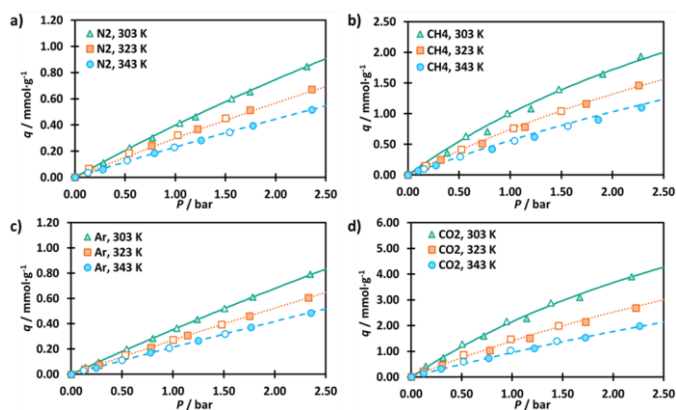 a)
N2, 303 K
N2, 323 K
N2, 343 K
1.20
1.00
0.80
0.60
0.40
0.20
0.00
q / mmol·g⁻¹
0.00 0.50 1.00 1.50 2.00 2.50
P / bar
b)
CH4, 303 K
CH4, 323 K
CH4, 343 K
2.50
2.00
1.50
1.00
0.50
0.00
q / mmol·g⁻¹
0.00 0.50 1.00 1.50 2.00 2.50
P / bar
c)
Ar, 303 K
Ar, 323 K
Ar, 343 K
1.20
1.00
0.80
0.60
0.40
0.20
0.00
q / mmol·g⁻¹
0.00 0.50 1.00 1.50 2.00 2.50
P / bar
d)
CO2, 303 K
CO2, 323 K
CO2, 343 K
6.00
5.00
4.00
3.00
2.00
1.00
0.00
q / mmol·g⁻¹
0.00 0.50 1.00 1.50 2.00 2.50
P / bar